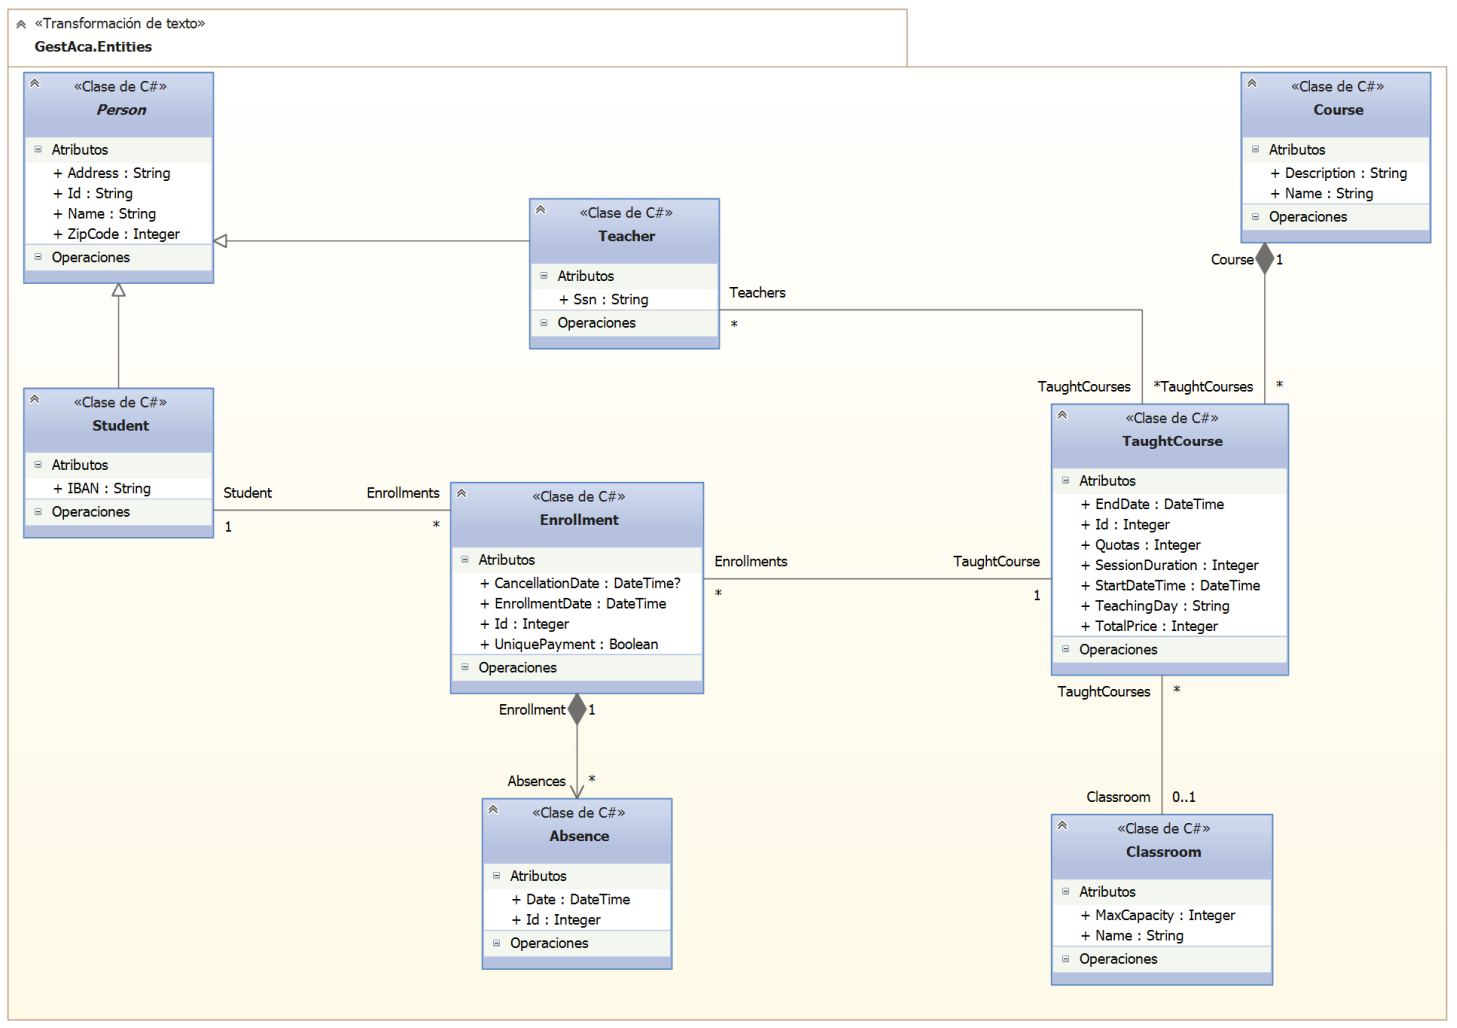 «Transformación de texto»
GestAca.Entities
«Clase de C#»
Person
Atributos
+ Address : String
+ Id : String
+ Name : String
+ ZipCode : Integer
Operaciones
«Clase de C#»
Course
Atributos
+ Description : String
+ Name : String
Operaciones
Course
1
«Clase de C#»
Teacher
Atributos
+ Ssn : String
Operaciones
Teachers
*
TaughtCourses
*
TaughtCourses
*
«Clase de C#»
Student
Atributos
+ IBAN : String
Operaciones
Student
1
Enrollments
*
«Clase de C#»
Enrollment
Atributos
+ CancellationDate : DateTime?
+ EnrollmentDate : DateTime
+ Id : Integer
+ UniquePayment : Boolean
Operaciones
Enrollments
*
TaughtCourse
1
«Clase de C#»
TaughtCourse
Atributos
+ EndDate : DateTime
+ Id : Integer
+ Quotas : Integer
+ SessionDuration : Integer
+ StartDateTime : DateTime
+ TeachingDay : String
+ TotalPrice : Integer
Operaciones
Enrollment
1
Absences
*
TaughtCourses
*
Classroom
0..1
«Clase de C#»
Absence
Atributos
+ Date : DateTime
+ Id : Integer
Operaciones
«Clase de C#»
Classroom
Atributos
+ MaxCapacity : Integer
+ Name : String
Operaciones